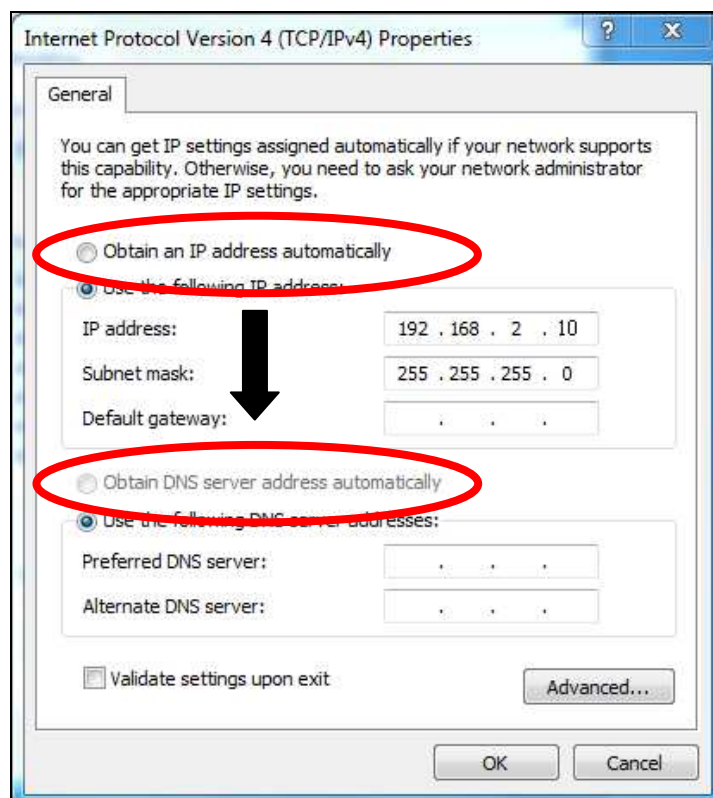 Internet Protocol Version 4 (TCP/IPv4) Properties
?
General
You can get IP settings assigned automatically if your network supports
this capability. Otherwise, you need to ask your network administrator
for the appropriate IP settings.
Obtain an IP address automatically
Use the following IP address:
IP address: 192 . 168 . 2 . 10
Subnet mask: 255 . 255 . 255 . 0
Default gateway: . . .
Obtain DNS server address automatically
Use the following DNS server addresses:
Preferred DNS server: . . .
Alternate DNS server: . . .
Validate settings upon exit
Advanced...
OK Cancel